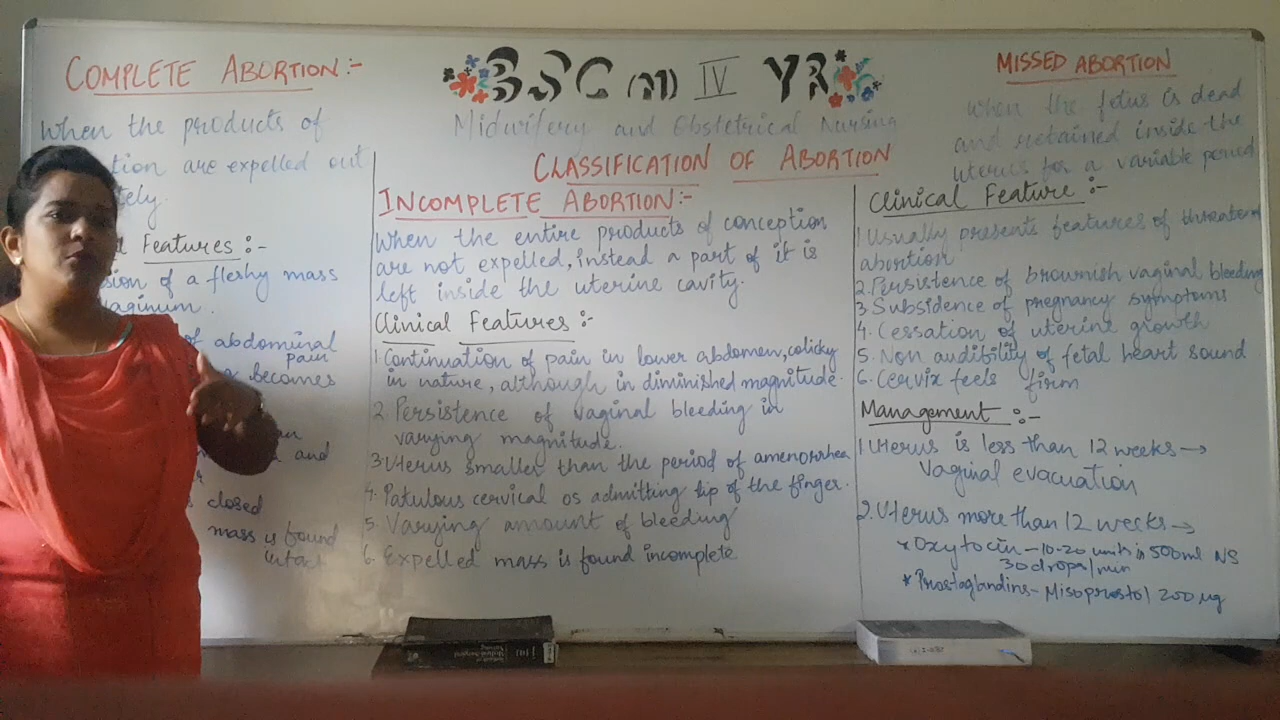 BSC (N) IV YR
Midwifery and Obstetrical Nursing
CLASSIFICATION OF ABORTION
COMPLETE ABORTION:-
When the products of
are expelled out
Features:-
of a fleshy mass
of abdominal
pain
becomes
and
closed
mass is found
intact
INCOMPLETE ABORTION:-
When the entire products of conception
are not expelled, instead a part of it is
left inside the uterine cavity.
Clinical Features:-
1 Continuation of pain in lower abdomen, colicky
in nature, although in diminished magnitude.
2 Persistence of vaginal bleeding in
varying magnitude.
3. Uterus smaller than the period of amenorrhea
4. Patulous cervical os admitting tip of the finger.
5. Varying amount of bleeding
6. Expelled mass is found incomplete.
MISSED ABORTION
When the fetus is dead
and retained inside the
uterus for a variable period
Clinical Feature:-
1 Usually presents features of
abortion
2. Persistence of brownish vaginal bleeding
3 Subsidence of pregnancy symptoms
4. Cessation of uterine growth
5. Non audibility of fetal heart sound
6. Cervix feels firm
Management:-
1. Uterus is less than 12 weeks→
Vaginal evacuation
2. Uterus more than 12 weeks→
* Oxytocin - 10-20 units in 500ml NS
30 drops/min
* Prostaglandins - Misoprostol 200 µg